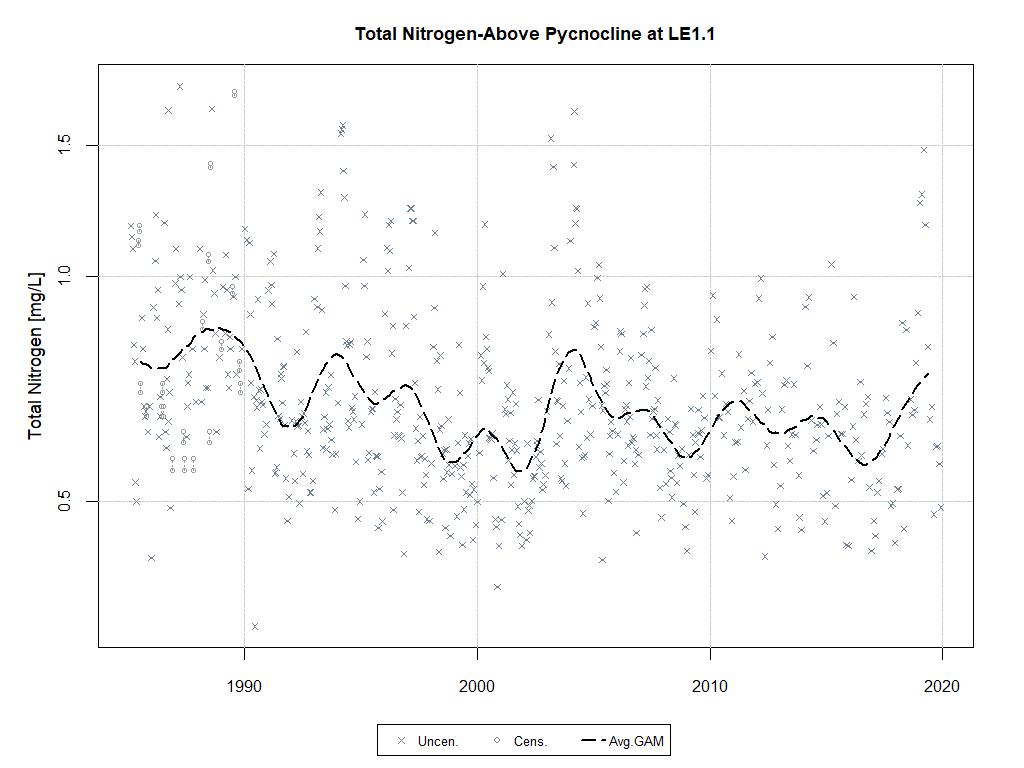 Total Nitrogen-Above Pycnocline at LE1.1
Total Nitrogen [mg/L]
1.5
1.0
0.5
1990 2000 2010 2020
Uncen. Cens. Avg.GAM